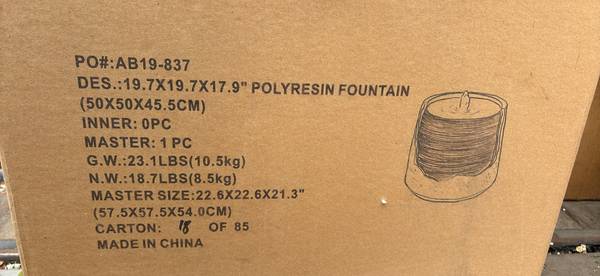 PO#:AB19-837
DES.:19.7X19.7X17.9" POLYRESIN FOUNTAIN
(50X50X45.5CM)
INNER: 0PC
MASTER: 1 PC
G.W.:23.1LBS(10.5kg)
N.W.:18.7LBS(8.5kg)
MASTER SIZE:22.6X22.6X21.3"
(57.5X57.5X54.0CM)
CARTON: 18 OF 85
MADE IN CHINA